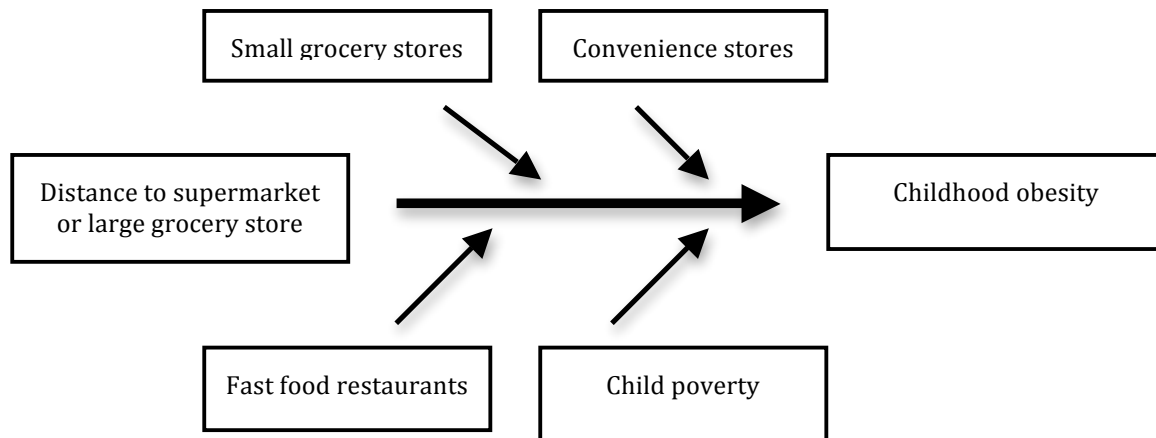 Small grocery stores
Convenience stores
Distance to supermarket
or large grocery store
Childhood obesity
Fast food restaurants
Child poverty